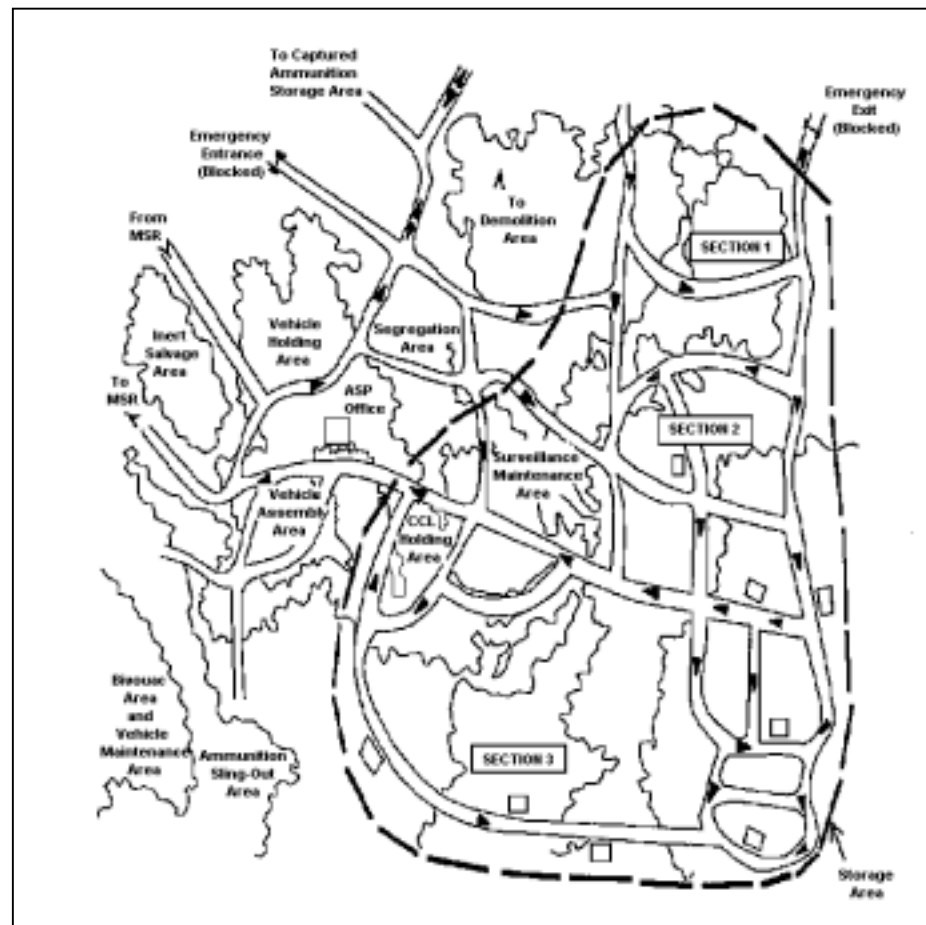 To Captured
Ammunition
Storage Area
Emergency
Exit
(Blocked)
Emergency
Entrance
(Blocked)
To
Demolition
Area
From
MSR
SECTION 1
Vehicle
Holding
Area
Segregation
Area
Inert
Salvage
Area
To
MSR
ASP
Office
SECTION 2
Surveillance
Maintenance
Area
Vehicle
Assembly
Area
CCL
Holding
Area
Bivouac
Area
and
Vehicle
Maintenance
Area
Ammunition
Sling-Out
Area
SECTION 3
Storage
Area